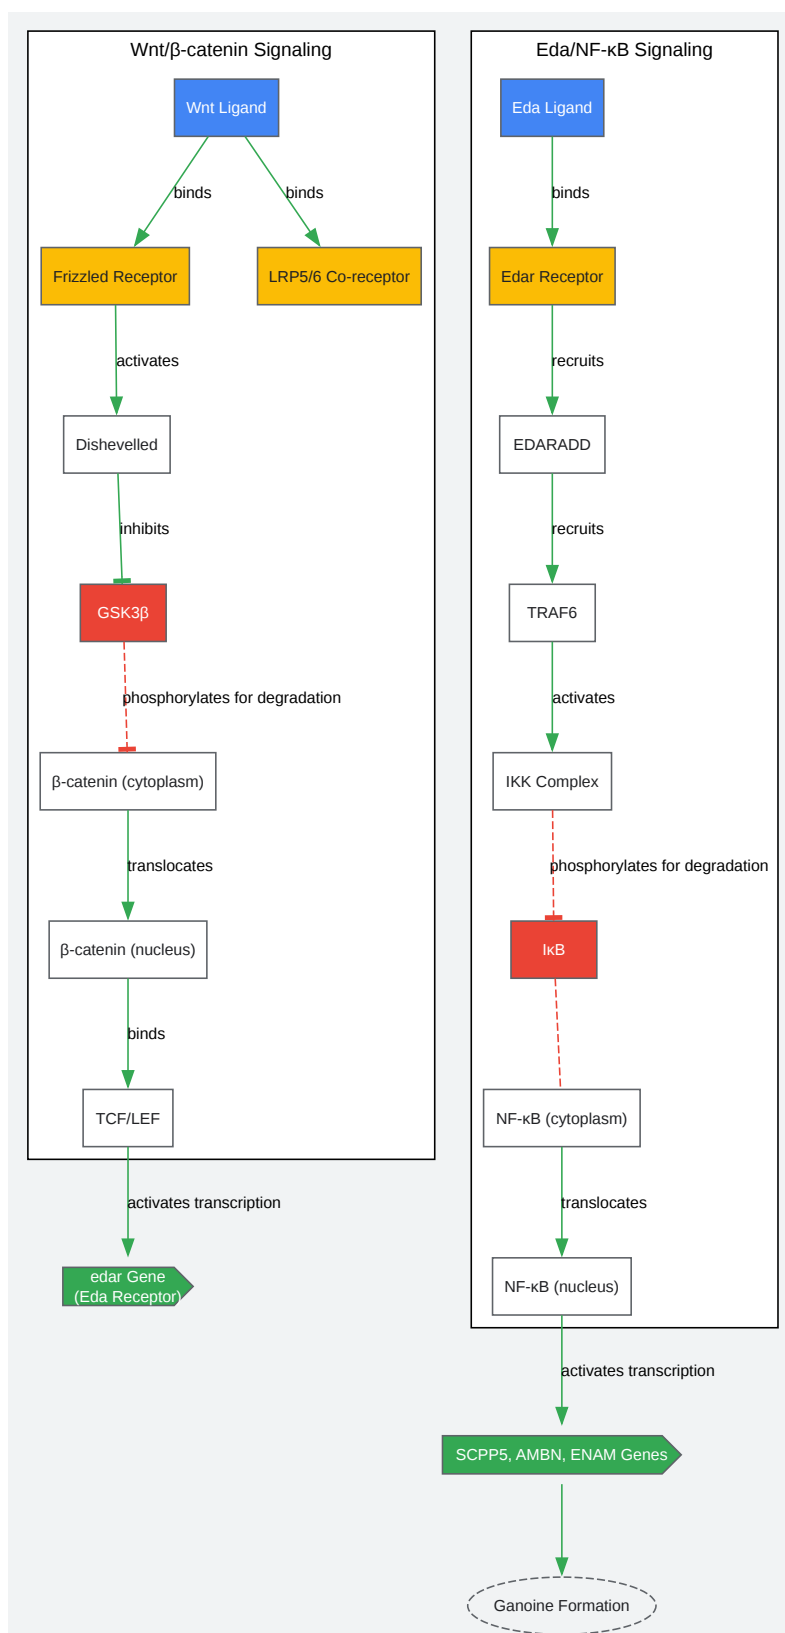 Wnt/β-catenin Signaling
Wnt Ligand
binds
binds
Frizzled Receptor
LRP5/6 Co-receptor
activates
Dishevelled
inhibits
GSK3β
phosphorylates for degradation
β-catenin (cytoplasm)
translocates
β-catenin (nucleus)
binds
TCF/LEF
activates transcription
edar Gene
(Eda Receptor)
Eda/NF-κB Signaling
Eda Ligand
binds
Edar Receptor
recruits
EDARADD
recruits
TRAF6
activates
IKK Complex
phosphorylates for degradation
IκB
NF-κB (cytoplasm)
translocates
NF-κB (nucleus)
activates transcription
SCPP5, AMBN, ENAM Genes
Ganoine Formation